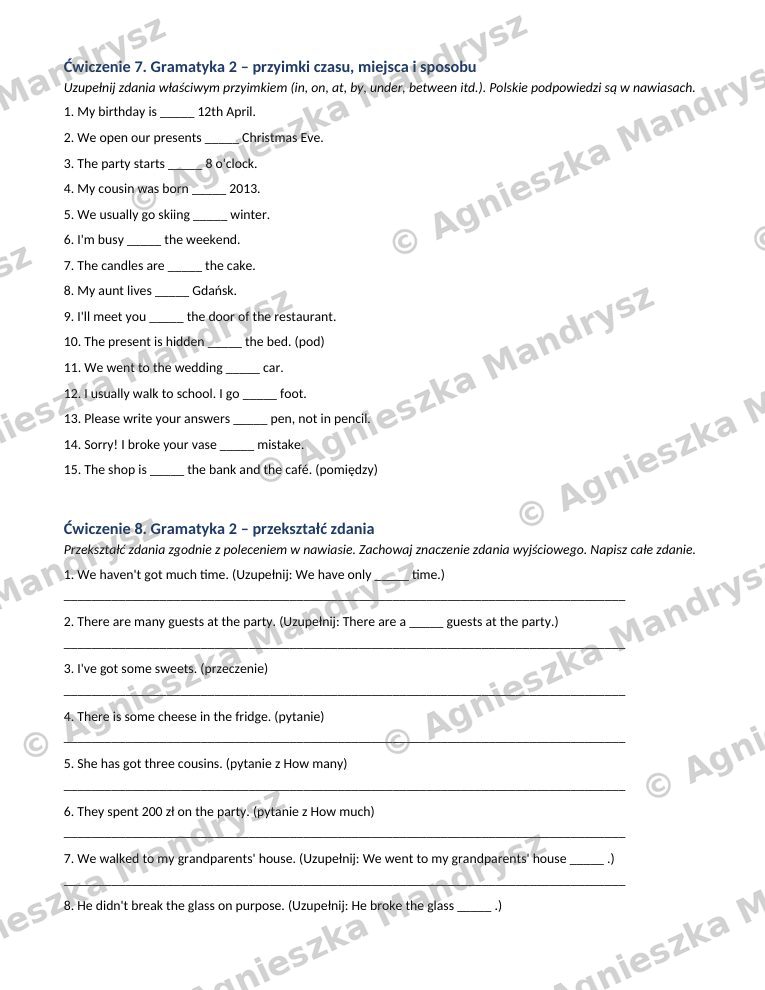 Ćwiczenie 7. Gramatyka 2 – przyimki czasu, miejsca i sposobu
Uzupełnij zdania właściwym przyimkiem (in, on, at, by, under, between itd.). Polskie podpowiedzi są w nawiasach.
1. My birthday is _____ 12th April.
2. We open our presents _____ Christmas Eve.
3. The party starts _____ 8 o'clock.
4. My cousin was born _____ 2013.
5. We usually go skiing _____ winter.
6. I'm busy _____ the weekend.
7. The candles are _____ the cake.
8. My aunt lives _____ Gdańsk.
9. I'll meet you _____ the door of the restaurant.
10. The present is hidden _____ the bed. (pod)
11. We went to the wedding _____ car.
12. I usually walk to school. I go _____ foot.
13. Please write your answers _____ pen, not in pencil.
14. Sorry! I broke your vase _____ mistake.
15. The shop is _____ the bank and the café. (pomiędzy)
Ćwiczenie 8. Gramatyka 2 – przekształć zdania
Przekształć zdania zgodnie z poleceniem w nawiasie. Zachowaj znaczenie zdania wyjściowego. Napisz całe zdanie.
1. We haven't got much time. (Uzupełnij: We have only _____ time.)
2. There are many guests at the party. (Uzupełnij: There are a _____ guests at the party.)
3. I've got some sweets. (przeczenie)
4. There is some cheese in the fridge. (pytanie)
5. She has got three cousins. (pytanie z How many)
6. They spent 200 zł on the party. (pytanie z How much)
7. We walked to my grandparents' house. (Uzupełnij: We went to my grandparents' house _____ .)
8. He didn't break the glass on purpose. (Uzupełnij: He broke the glass _____ .)
© Agnieszka Mandrysz